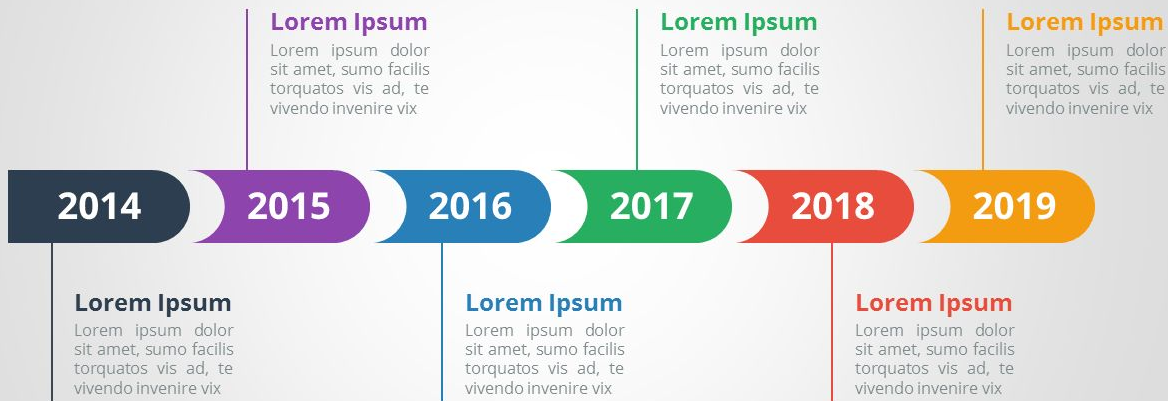 Lorem Ipsum
Lorem ipsum dolor
sit amet, sumo facilis
torquatos vis ad, te
vivendo invenire vix
Lorem Ipsum
Lorem ipsum dolor
sit amet, sumo facilis
torquatos vis ad, te
vivendo invenire vix
Lorem Ipsum
Lorem ipsum dolor
sit amet, sumo facilis
torquatos vis ad, te
vivendo invenire vix
2014 2015 2016 2017 2018 2019
Lorem Ipsum
Lorem ipsum dolor
sit amet, sumo facilis
torquatos vis ad, te
vivendo invenire vix
Lorem Ipsum
Lorem ipsum dolor
sit amet, sumo facilis
torquatos vis ad, te
vivendo invenire vix
Lorem Ipsum
Lorem ipsum dolor
sit amet, sumo facilis
torquatos vis ad, te
vivendo invenire vix